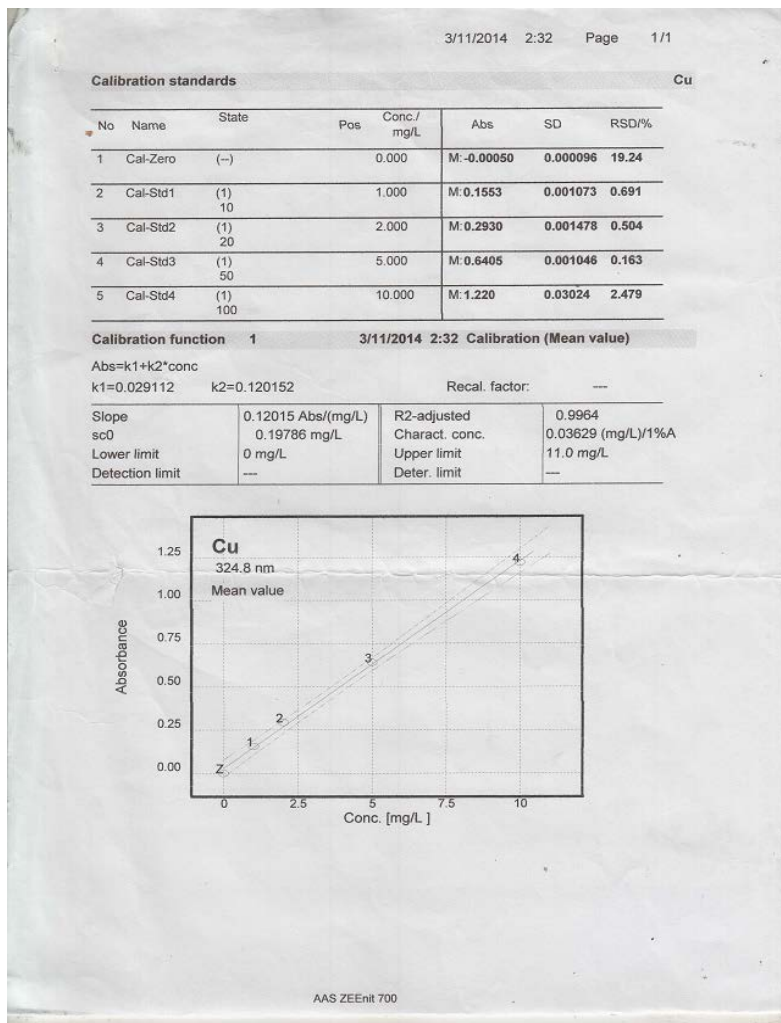 3/11/2014 2:32 Page 1/1
Calibration standards Cu
No Name State Pos Conc./ mg/L Abs SD RSD/%
1 Cal-Zero (--) 0.000 M:-0.00050 0.000096 19.24
2 Cal-Std1 (1) 1.000 M:0.1553 0.001073 0.691
10
3 Cal-Std2 (1) 2.000 M:0.2930 0.001478 0.504
20
4 Cal-Std3 (1) 5.000 M:0.6405 0.001046 0.163
50
5 Cal-Std4 (1) 10.000 M:1.220 0.03024 2.479
100
Calibration function 1 3/11/2014 2:32 Calibration (Mean value)
Abs=k1+k2*conc
k1=0.029112 k2=0.120152 Recal. factor: ---
Slope 0.12015 Abs/(mg/L) R2-adjusted 0.9964
sc0 0.19786 mg/L Charact. conc. 0.03629 (mg/L)/1%A
Lower limit 0 mg/L Upper limit 11.0 mg/L
Detection limit --- Deter. limit ---
Cu
324.8 nm
Mean value
1.25
1.00
0.75
0.50
0.25
0.00
Absorbance
Z 1 2 3 4
0 2.5 5 7.5 10
Conc. [mg/L ]
AAS ZEEnit 700